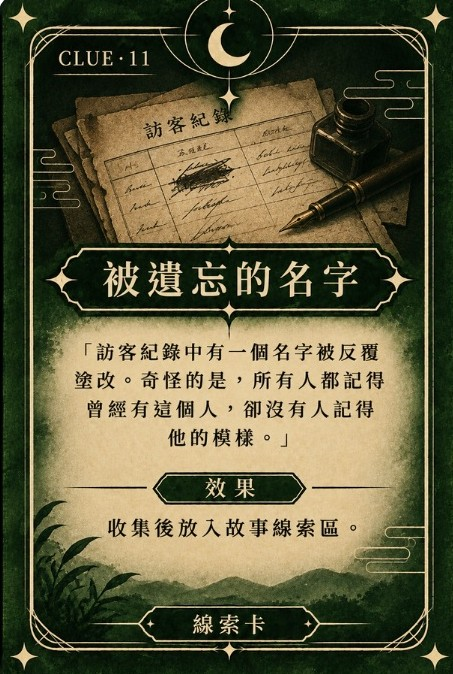 CLUE·11
訪客紀錄
被遺忘的名字
「訪客紀錄中有一個名字被反覆
塗改。奇怪的是，所有人都記得
曾經有這個人，卻沒有人記得
他的模樣。」
效果
收集後放入故事線索區。
線索卡